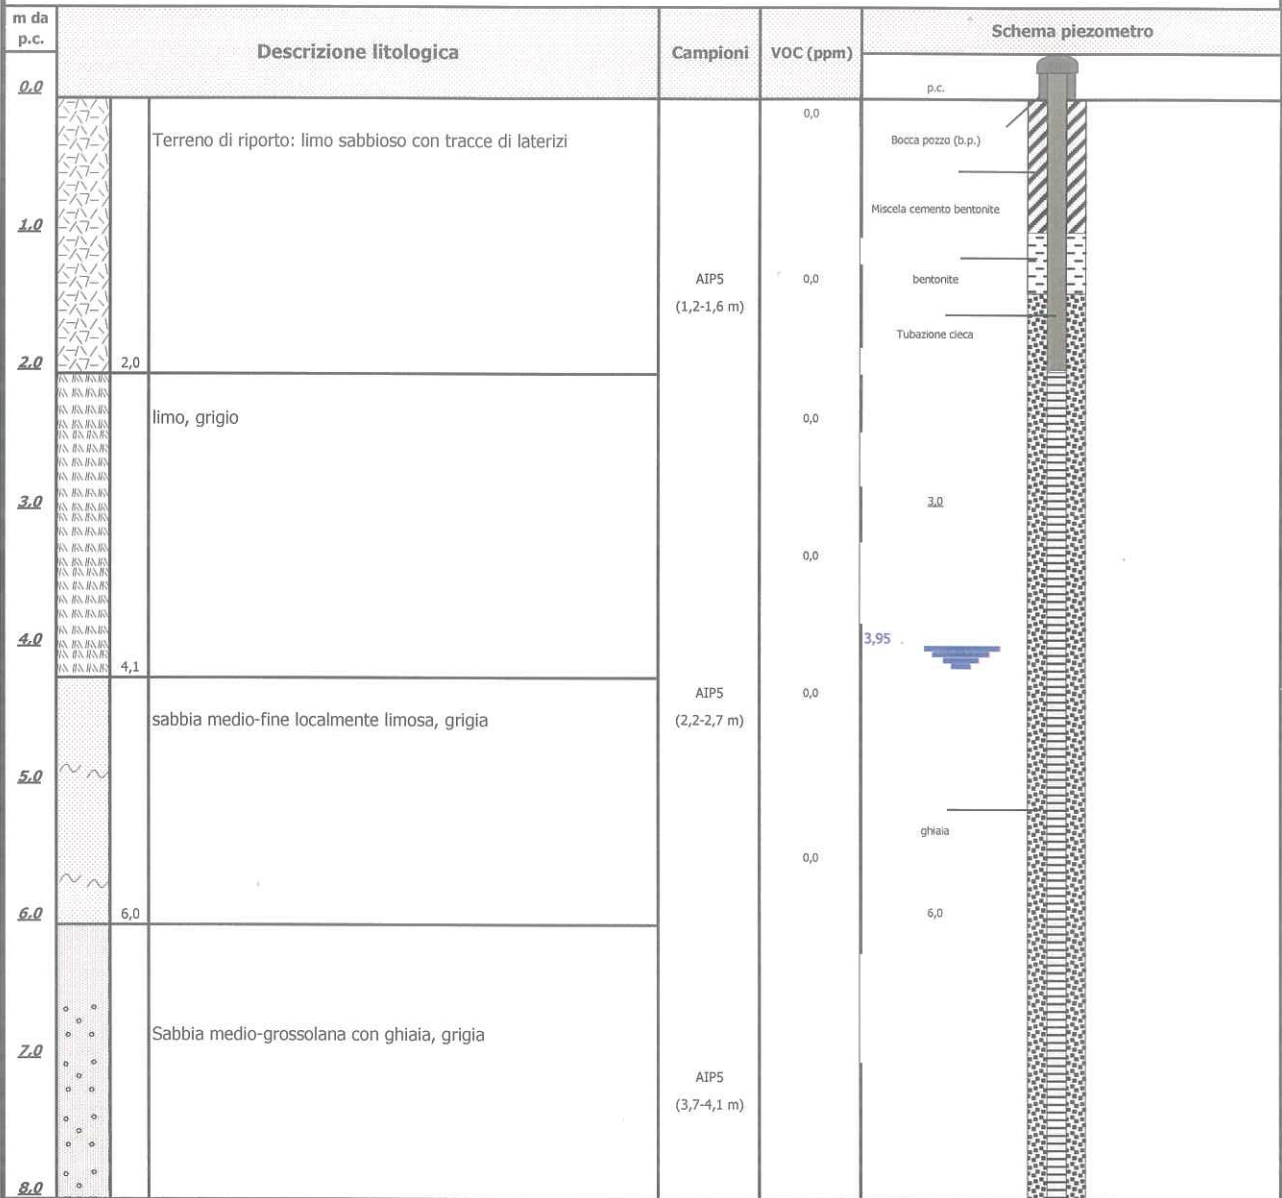 m da
p.c.
Descrizione litologica
Campioni
VOC (ppm)
Schema piezometro
0.0
p.c.
0,0
Terreno di riporto: limo sabbioso con tracce di laterizi
Bocca pozzo (b.p.)
Miscela cemento bentonite
1.0
AIP5
(1,2-1,6 m)
0,0
bentonite
Tubazione cieca
2.0
2,0
limo, grigio
0,0
3.0
3,0
0,0
4.0
3,95
4,1
AIP5
(2,2-2,7 m)
0,0
sabbia medio-fine localmente limosa, grigia
5.0
ghiaia
0,0
6.0
6,0
6,0
Sabbia medio-grossolana con ghiaia, grigia
7.0
AIP5
(3,7-4,1 m)
8.0